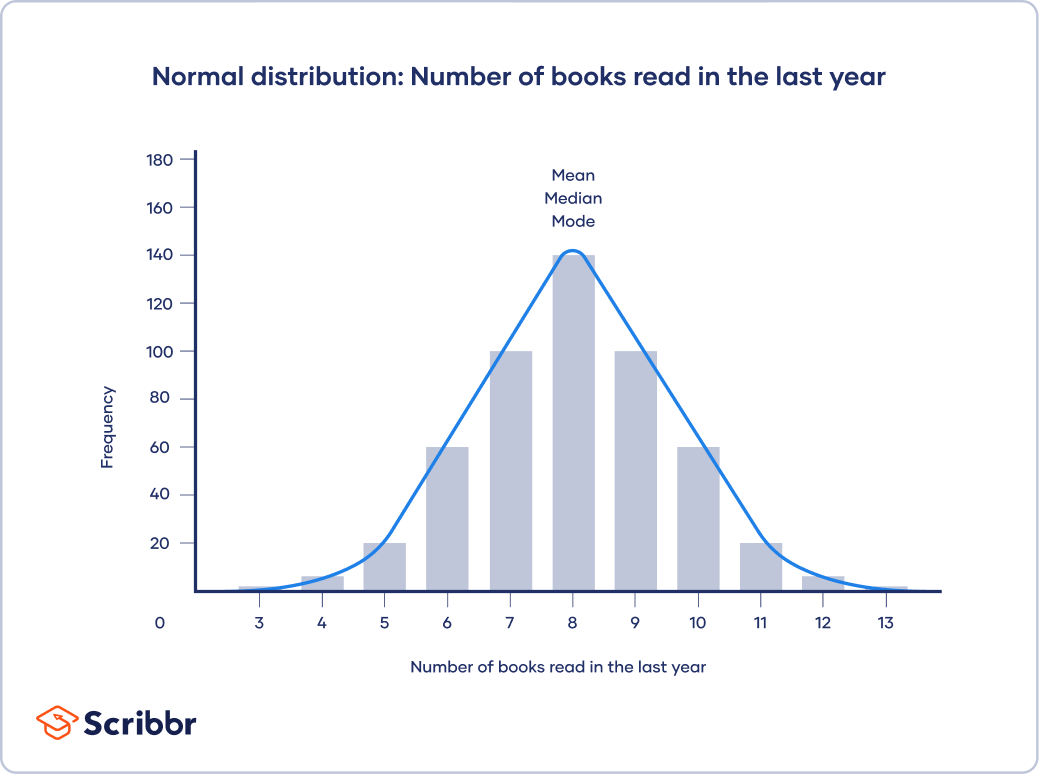 Normal distribution: Number of books read in the last year
180
160
140
120
100
80
60
40
20
Frequency
Mean
Median
Mode
0 3 4 5 6 7 8 9 10 11 12 13
Number of books read in the last year
Scribbr